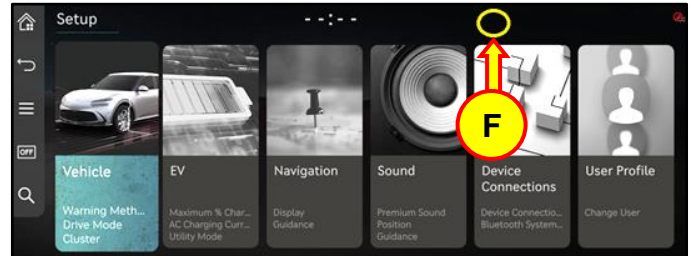 Setup
--:--
F
OFF
Vehicle
Warning Meth...
Drive Mode
Cluster
EV
Maximum % Char...
AC Charging Curr...
Utility Mode
Navigation
Display
Guidance
Sound
Premium Sound
Position
Guidance
Device
Connections
Device Connectio...
Bluetooth System...
User Profile
Change User